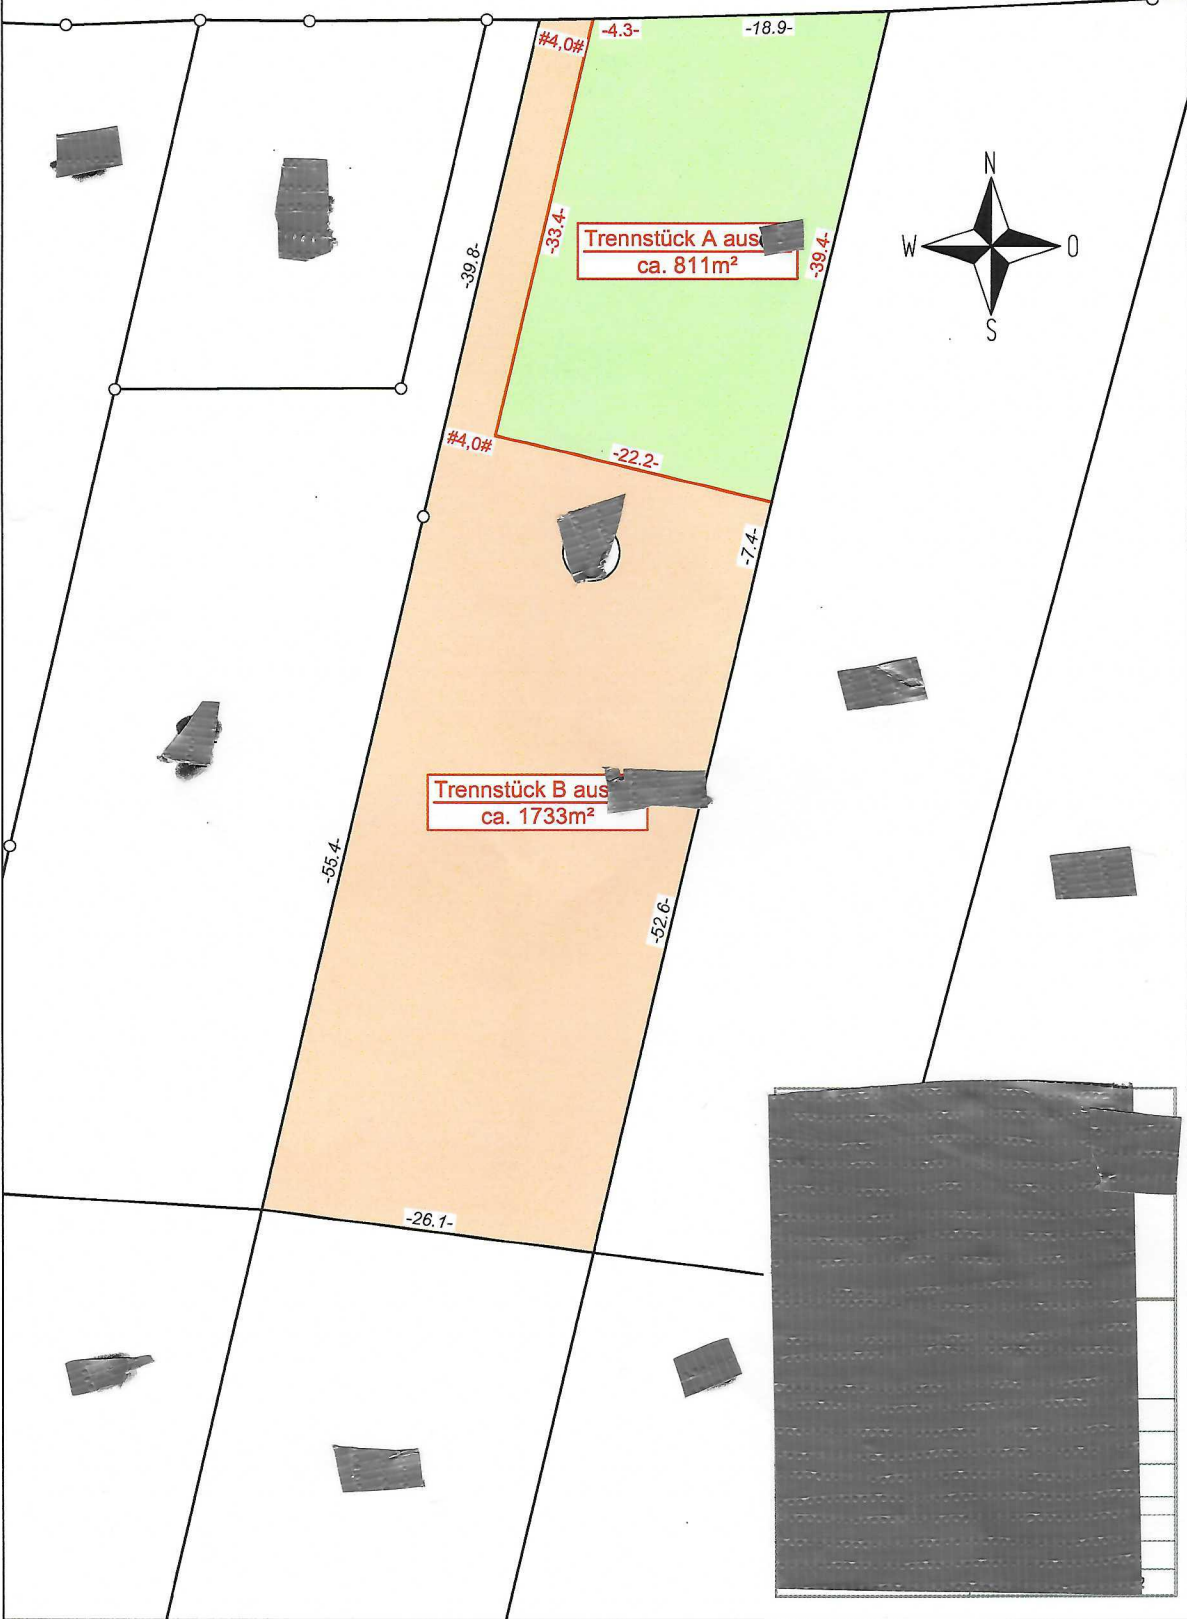 #4,0#
-4.3-
-18.9-
N
W
O
S
-39.8-
-33.4-
Trennstück A aus
ca. 811m²
-39.4-
#4,0#
-22.2-
-7.4-
Trennstück B aus
ca. 1733m²
-55.4-
-52.6-
-26.1-